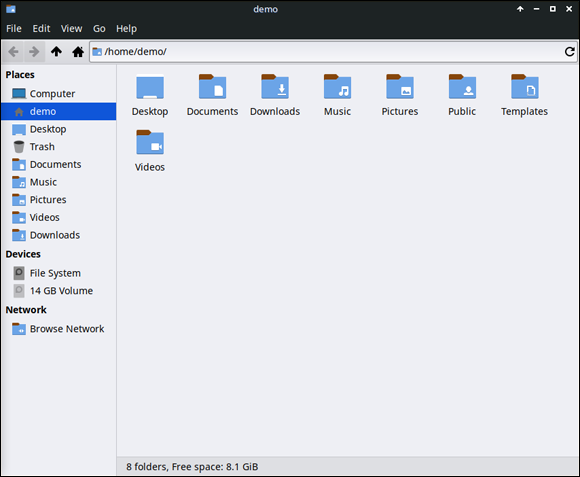 demo
File Edit View Go Help
/home/demo/
Places
Computer
demo
Desktop
Trash
Documents
Music
Pictures
Videos
Downloads
Devices
File System
14 GB Volume
Network
Browse Network
Desktop Documents Downloads Music Pictures Public Templates
Videos
8 folders, Free space: 8.1 GiB